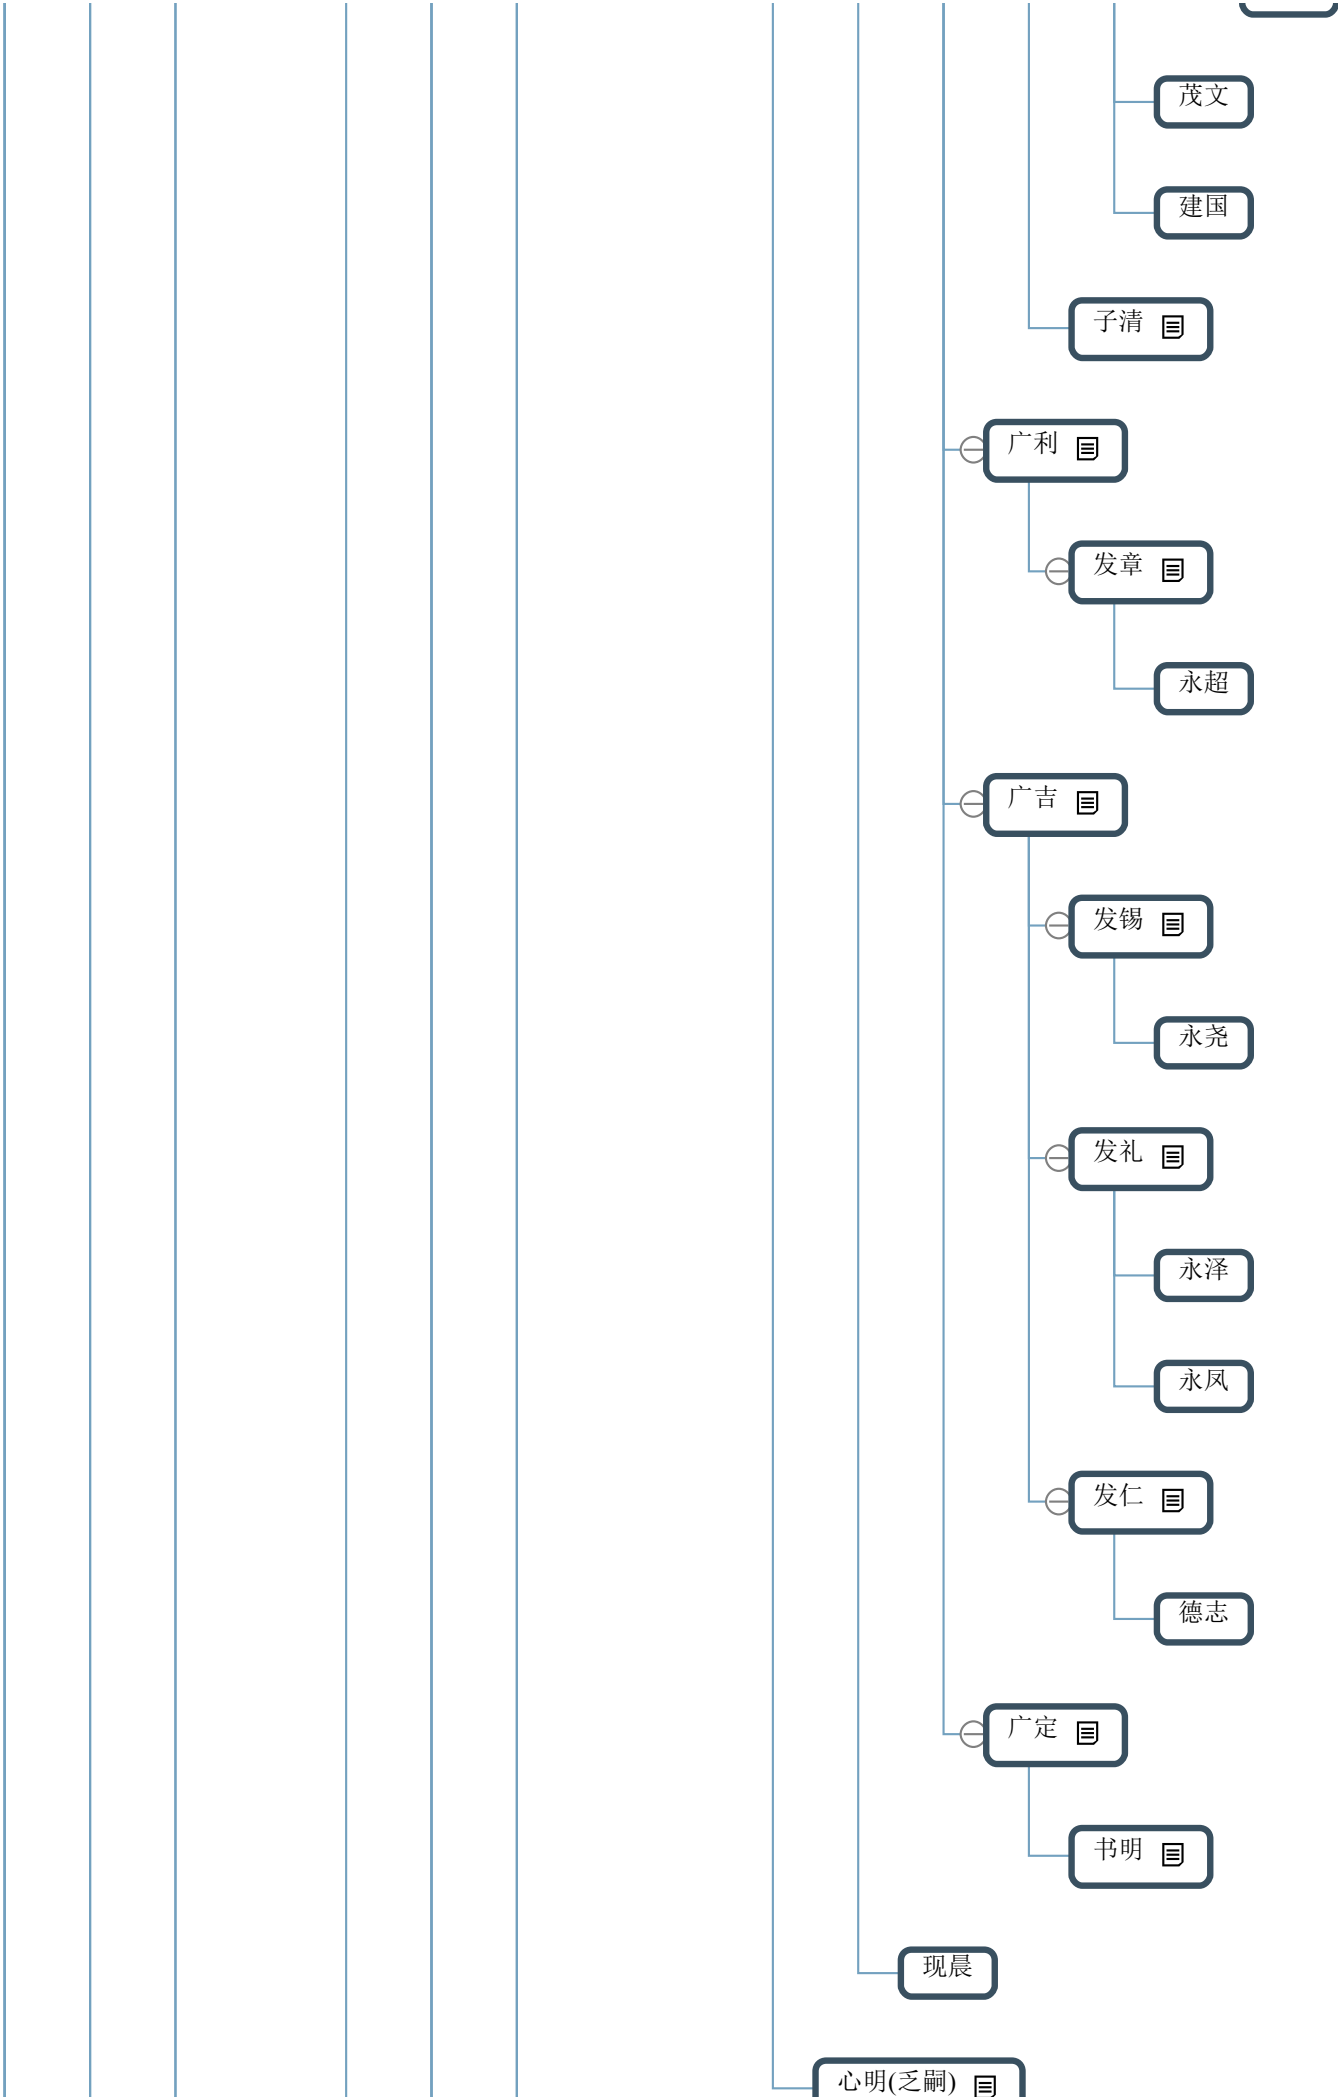 茂文
建国
子清
广利
发章
永超
广吉
发锡
永尧
发礼
永泽
永凤
发仁
德志
广定
书明
现晨
心明(乏嗣)